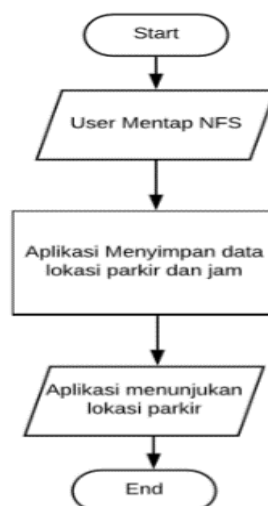 Start
User Mentap NFS
Aplikasi Menyimpan data
lokasi parkir dan jam
Aplikasi menunjukan
lokasi parkir
End